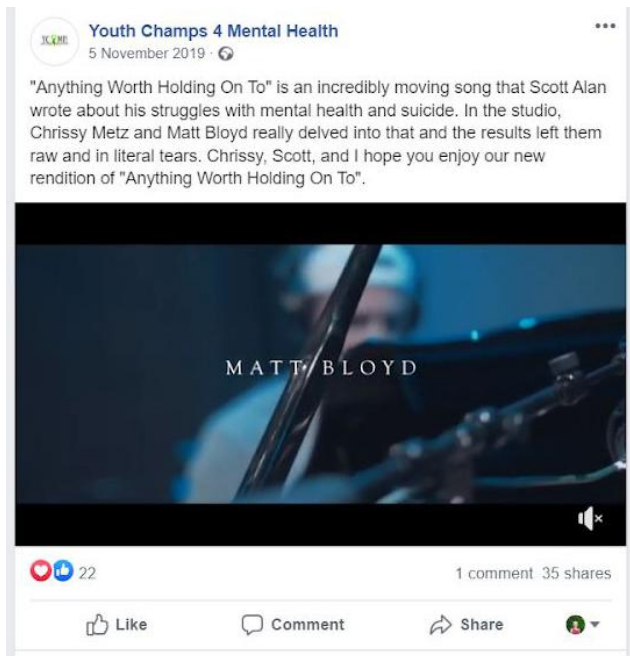 YC4MH
Youth Champs 4 Mental Health
5 November 2019 ·
"Anything Worth Holding On To" is an incredibly moving song that Scott Alan
wrote about his struggles with mental health and suicide. In the studio,
Chrissy Metz and Matt Bloyd really delved into that and the results left them
raw and in literal tears. Chrissy, Scott, and I hope you enjoy our new
rendition of "Anything Worth Holding On To".
MATT BLOYD
22
1 comment 35 shares
Like Comment Share